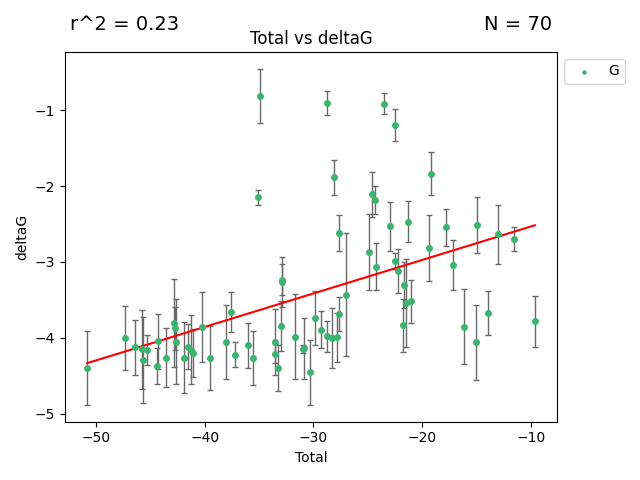 r^2 = 0.23
N = 70
Total vs deltaG
G
−1
−2
−3
−4
−5
deltaG
−50
−40
−30
−20
−10
Total